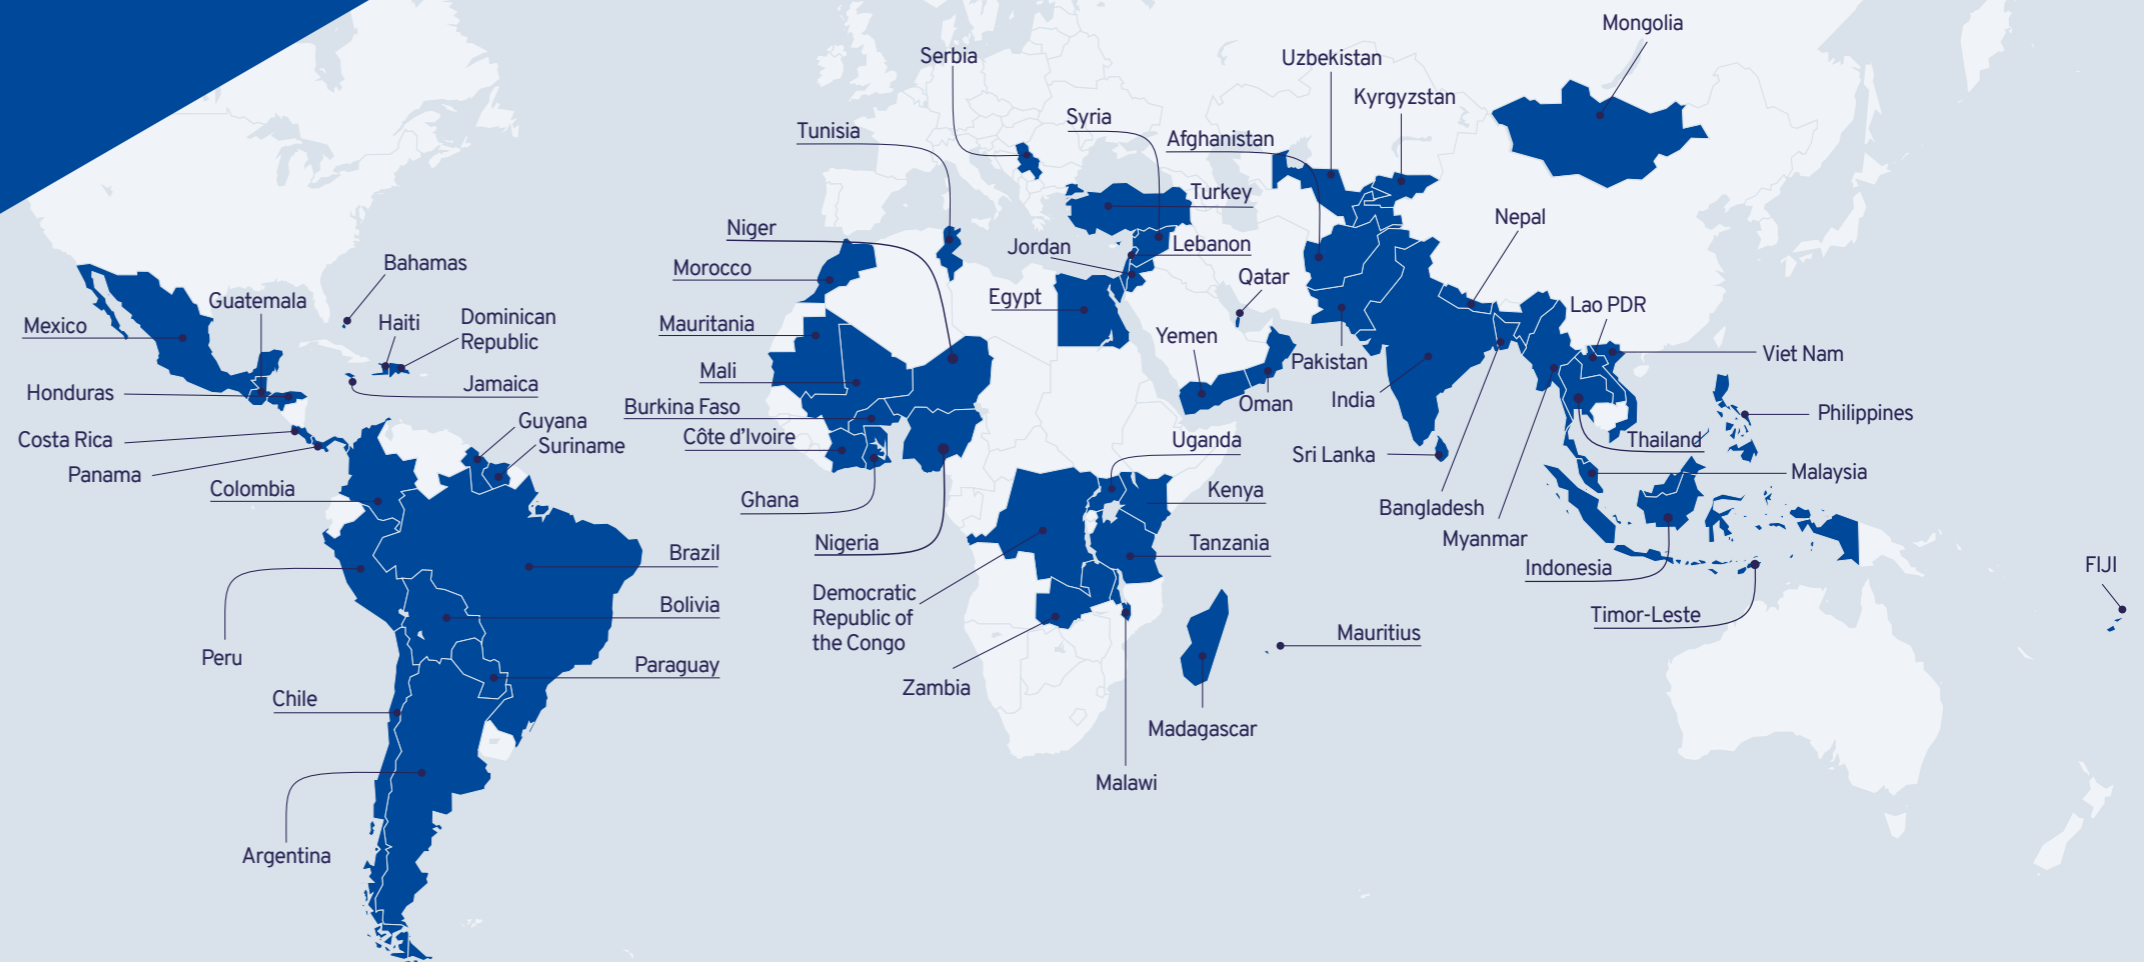 Mongolia
Serbia
Uzbekistan
Kyrgyzstan
Syria
Tunisia
Afghanistan
Turkey
Nepal
Niger
Jordan
Lebanon
Bahamas
Morocco
Qatar
Guatemala
Egypt
Lao PDR
Mexico
Haiti
Dominican
Republic
Mauritania
Yemen
Viet Nam
Pakistan
Mali
Jamaica
Honduras
India
Oman
Burkina Faso
Philippines
Guyana
Costa Rica
Côte d'Ivoire
Uganda
Thailand
Suriname
Sri Lanka
Panama
Malaysia
Colombia
Ghana
Kenya
Bangladesh
Nigeria
Tanzania
Myanmar
Brazil
Indonesia
FIJI
Democratic
Republic of
the Congo
Bolivia
Timor-Leste
Mauritius
Peru
Paraguay
Zambia
Chile
Madagascar
Malawi
Argentina